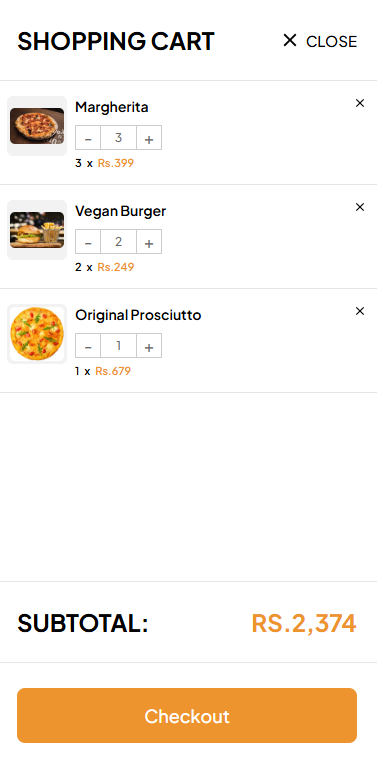 SHOPPING CART
✕ CLOSE
Margherita
×
- 3 +
3 x Rs.399
Vegan Burger
×
- 2 +
2 x Rs.249
Original Prosciutto
×
- 1 +
1 x Rs.679
SUBTOTAL: RS.2,374
Checkout